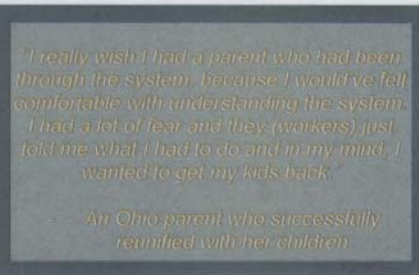 "I really wish I had a parent who had been
through the system, because I would've felt
comfortable with understanding the system.
I had a lot of fear and they (workers) just
told me what I had to do and in my mind, I
wanted to get my kids back."
An Ohio parent who successfully
reunified with her children